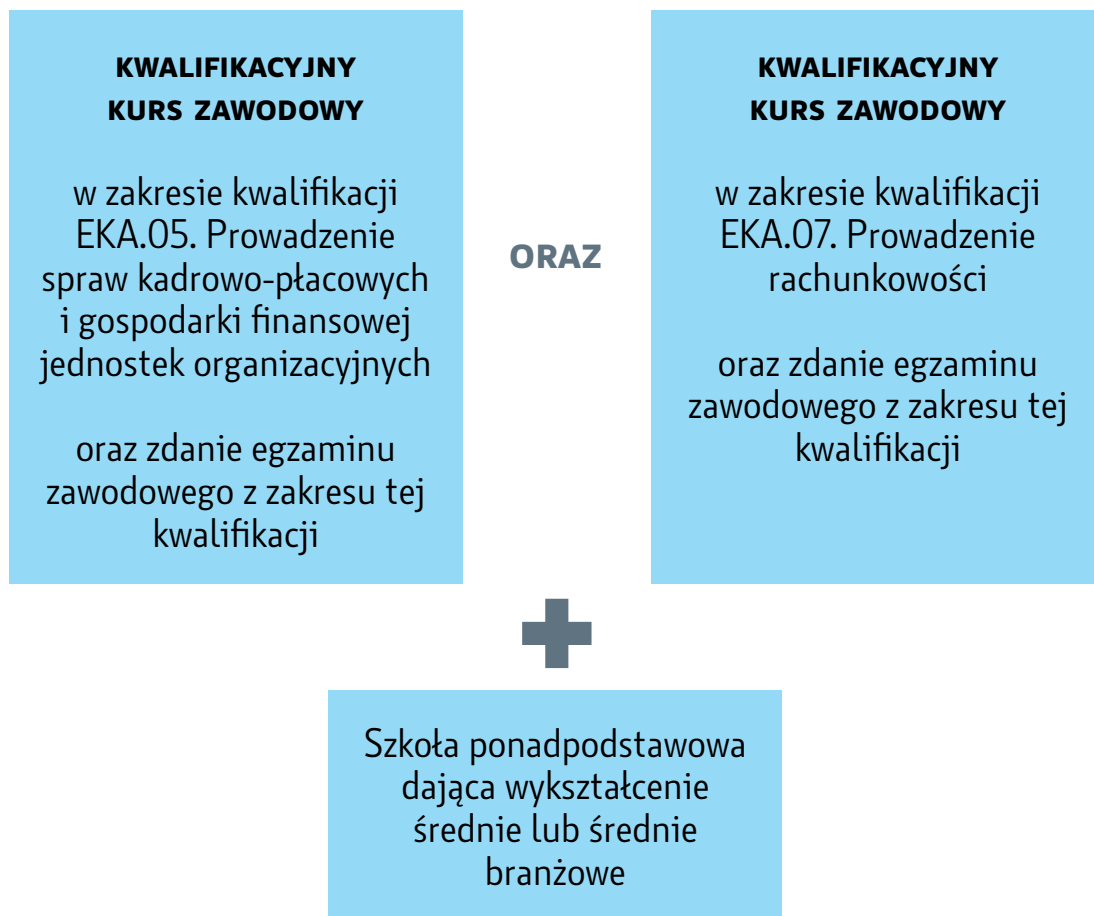 KWALIFIKACYJNY
KURS ZAWODOWY
w zakresie kwalifikacji
EKA.05. Prowadzenie
spraw kadrowo-płacowych
i gospodarki finansowej
jednostek organizacyjnych
oraz zdanie egzaminu
zawodowego z zakresu tej
kwalifikacji
ORAZ
KWALIFIKACYJNY
KURS ZAWODOWY
w zakresie kwalifikacji
EKA.07. Prowadzenie
rachunkowości
oraz zdanie egzaminu
zawodowego z zakresu tej
kwalifikacji
Szkoła ponadpodstawowa
dająca wykształcenie
średnie lub średnie
branżowe